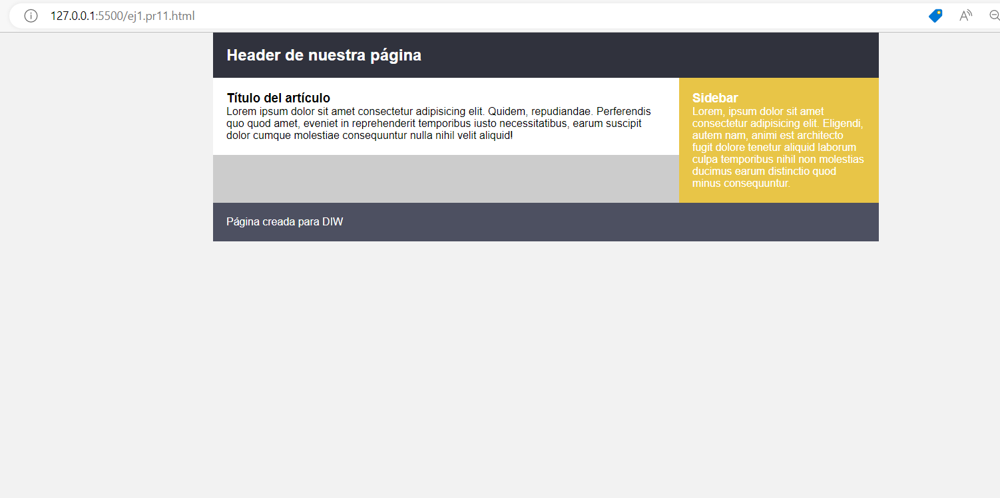 127.0.0.1:5500/ej1.pr11.html
Header de nuestra página
Título del artículo
Lorem ipsum dolor sit amet consectetur adipisicing elit. Quidem, repudiandae. Perferendis
quo quod amet, eveniet in reprehenderit temporibus iusto necessitatibus, earum suscipit
dolor cumque molestiae consequuntur nulla nihil velit aliquid!
Sidebar
Lorem, ipsum dolor sit amet
consectetur adipisicing elit. Eligendi,
autem nam, animi est architecto
fugit dolore tenetur aliquid laborum
culpa temporibus nihil non molestias
ducimus earum distinctio quod
minus consequuntur.
Página creada para DIW